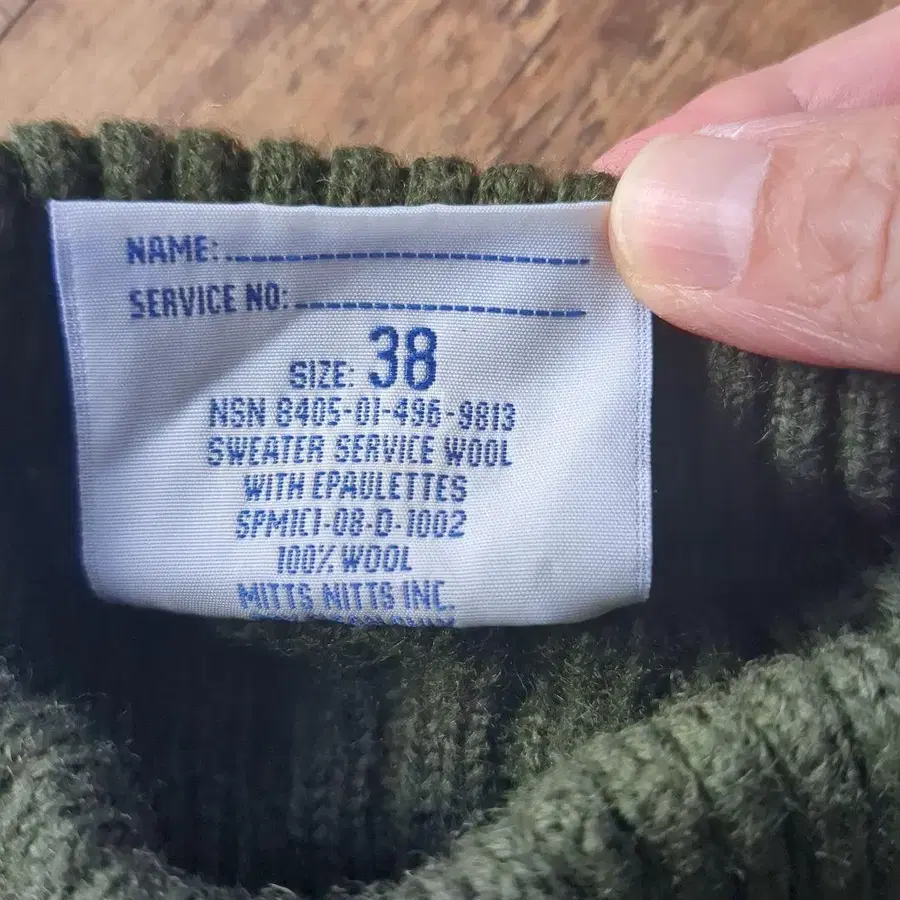 NAME:
SERVICE NO:
SIZE: 38
NSN 8405-01-496-9813
SWEATER SERVICE WOOL
WITH EPAULETTES
SPM1C1-08-D-1002
100% WOOL
MITTS NITTS INC.